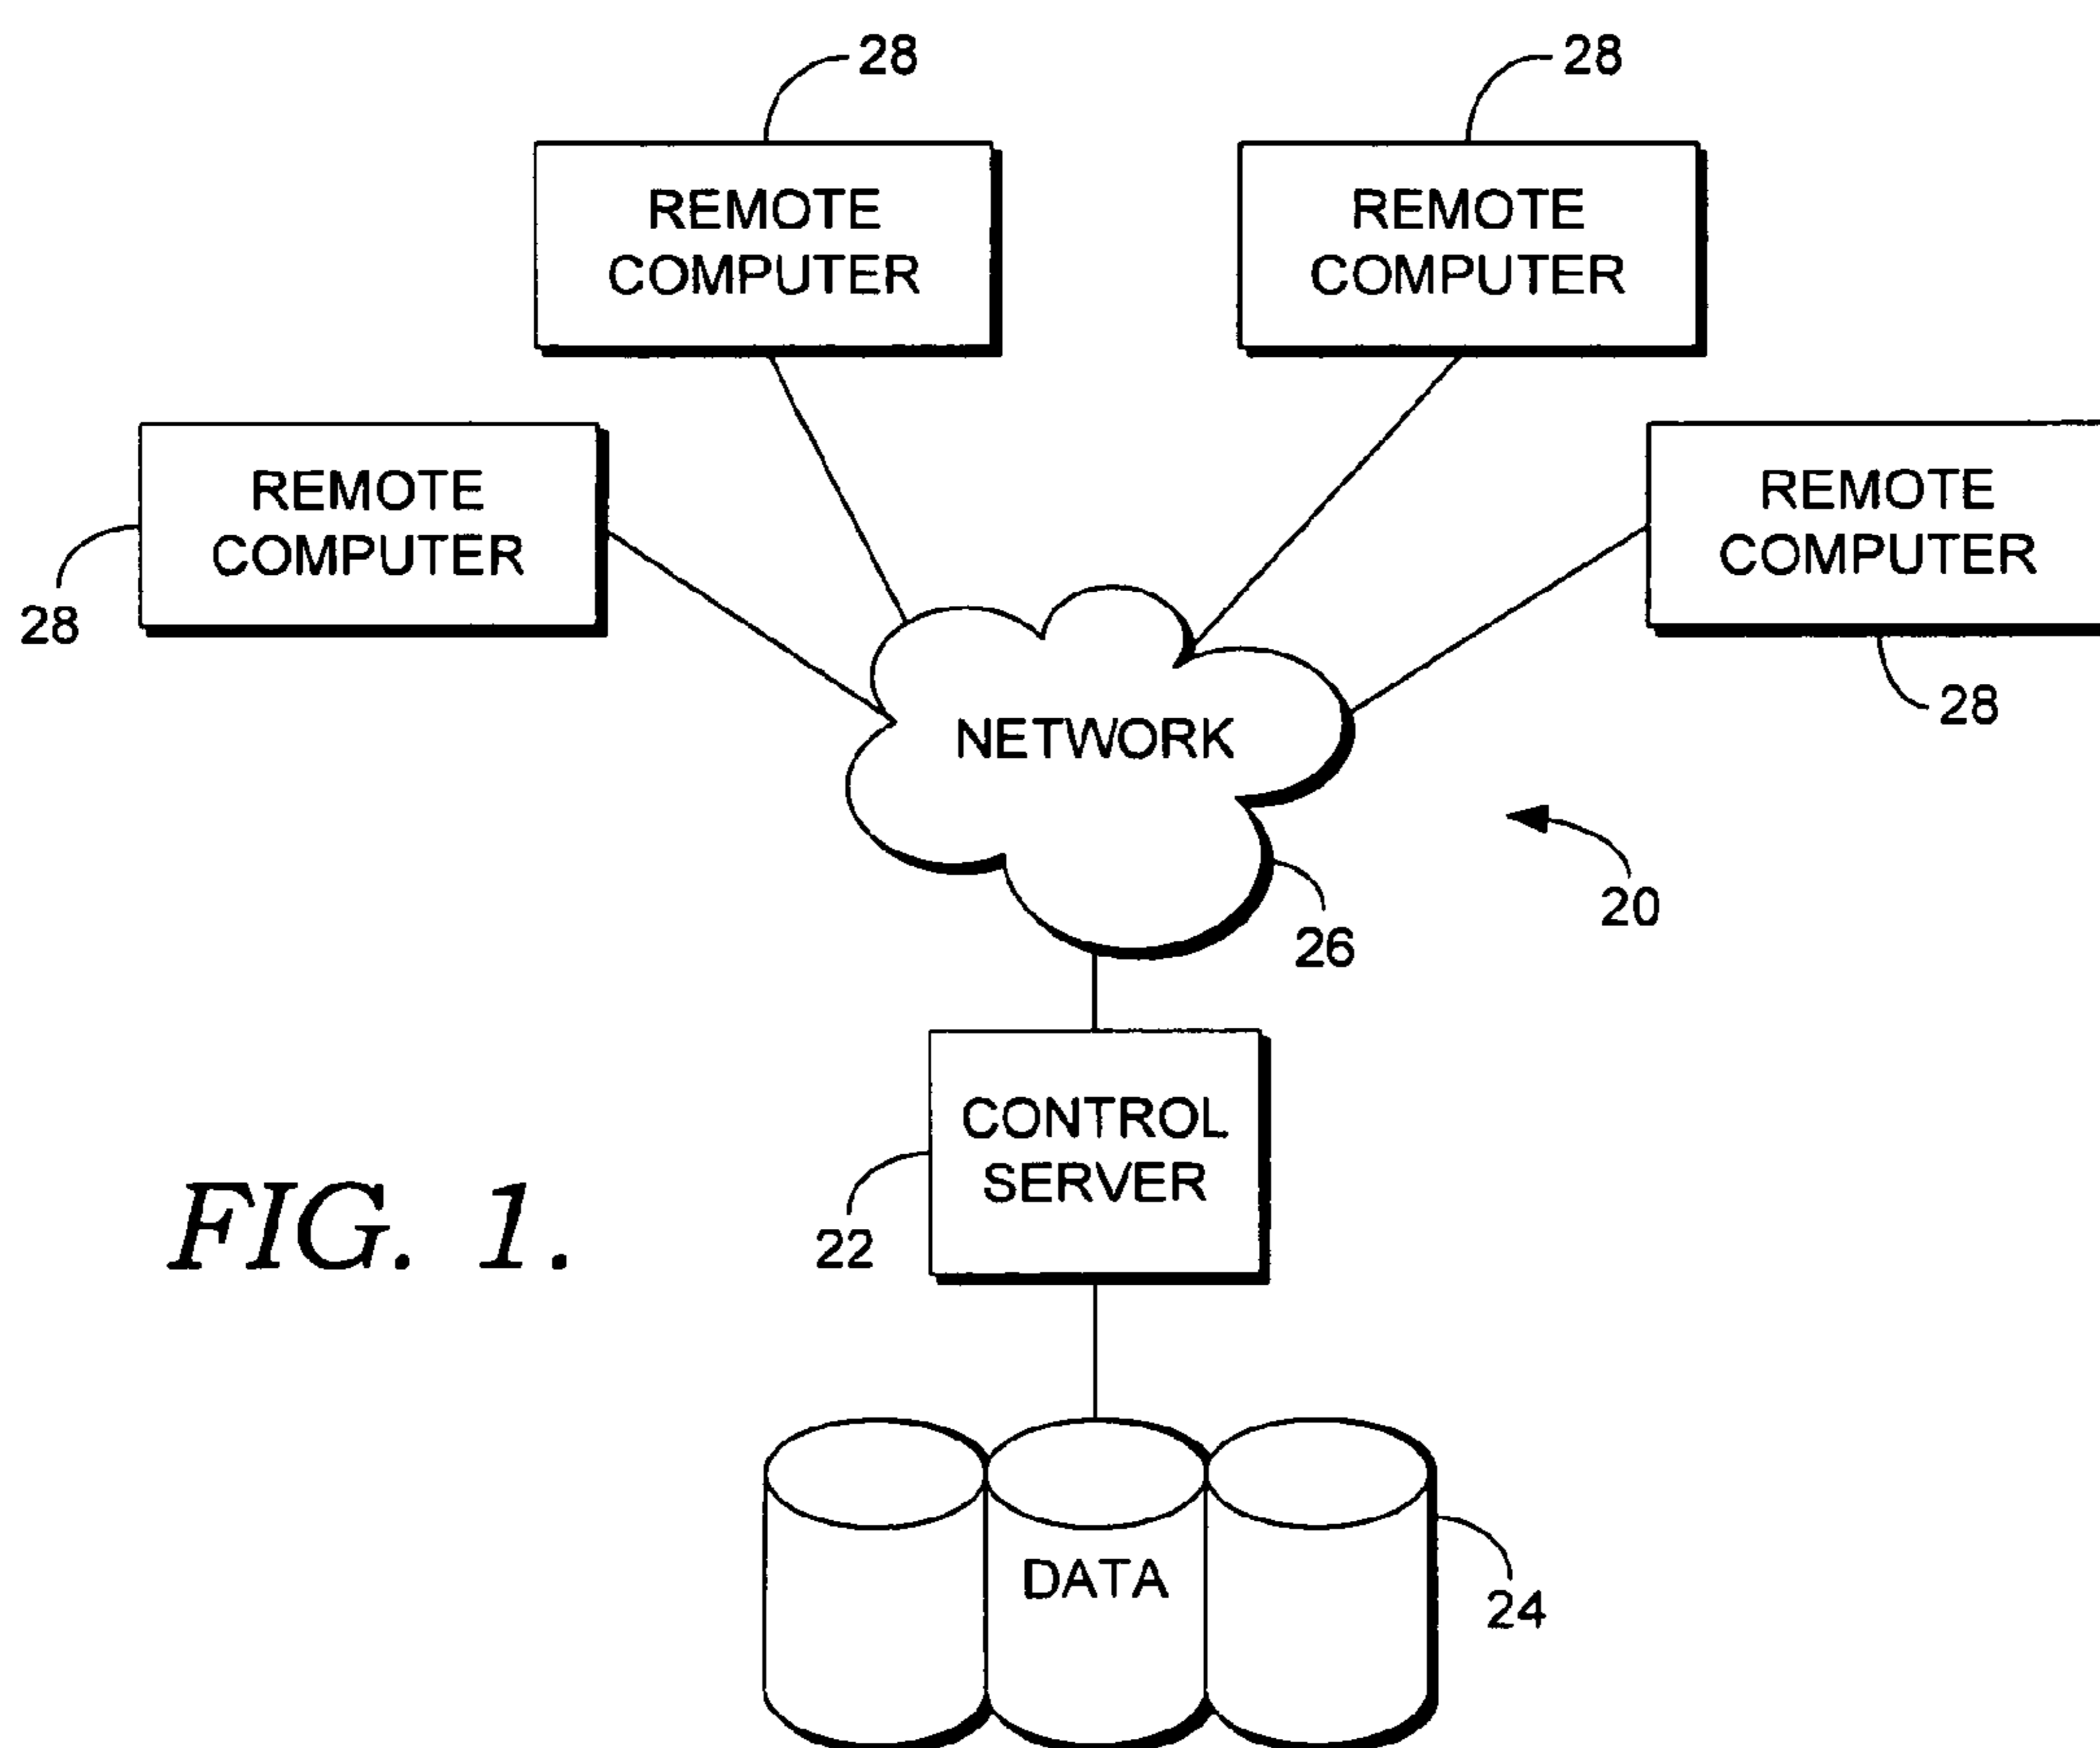 28
28
REMOTE
COMPUTER
REMOTE
COMPUTER
REMOTE
COMPUTER
28
REMOTE
COMPUTER
28
NETWORK
20
26
CONTROL
SERVER
22
FIG. 1.
DATA
24